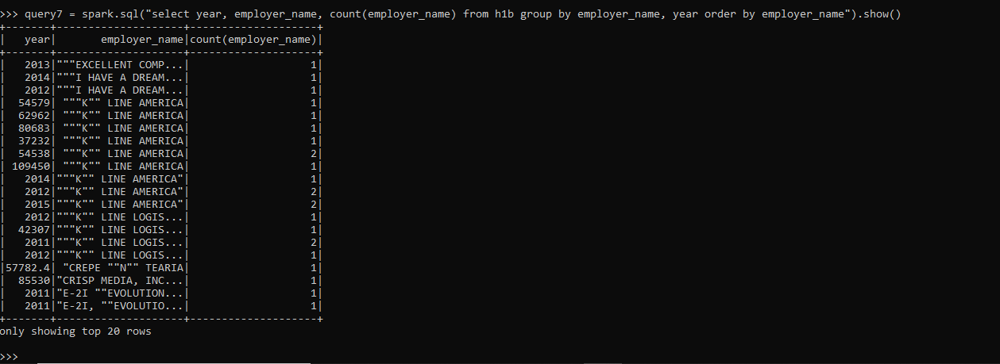 >>> query7 = spark.sql("select year, employer_name, count(employer_name) from h1b group by employer_name, year order by employer_name").show()
+-------+--------------------+--------------------+
|   year|       employer_name|count(employer_name)|
+-------+--------------------+--------------------+
|   2013|"""EXCELLENT COMP...|                   1|
|   2014|"""I HAVE A DREAM...|                   1|
|   2012|"""I HAVE A DREAM...|                   1|
|  54579| """K"" LINE AMERICA|                   1|
|  62962| """K"" LINE AMERICA|                   1|
|  80683| """K"" LINE AMERICA|                   1|
|  37232| """K"" LINE AMERICA|                   1|
|  54538| """K"" LINE AMERICA|                   2|
| 109450| """K"" LINE AMERICA|                   1|
|   2014|"""K"" LINE AMERICA"|                   1|
|   2012|"""K"" LINE AMERICA"|                   2|
|   2015|"""K"" LINE AMERICA"|                   2|
|   2012|"""K"" LINE LOGIS...|                   1|
|  42307|"""K"" LINE LOGIS...|                   1|
|   2011|"""K"" LINE LOGIS...|                   2|
|   2012|"""K"" LINE LOGIS...|                   1|
|57782.4| "CREPE ""N"" TEARIA|                   1|
|  85530|"CRISP MEDIA, INC...|                   1|
|   2011|"E-2I ""EVOLUTION...|                   1|
|   2011|"E-2I, ""EVOLUTIO...|                   1|
+-------+--------------------+--------------------+
only showing top 20 rows
>>>